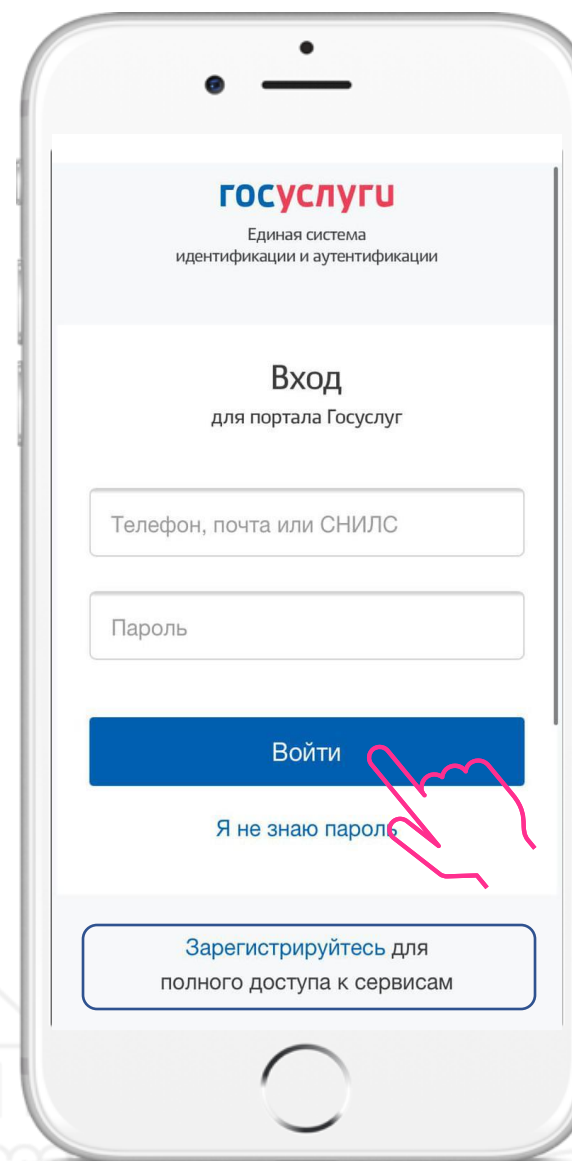 госуслуги
Единая система
идентификации и аутентификации
Вход
для портала Госуслуг
Телефон, почта или СНИЛС
Пароль
Войти
Я не знаю пароль
Зарегистрируйтесь для
полного доступа к сервисам